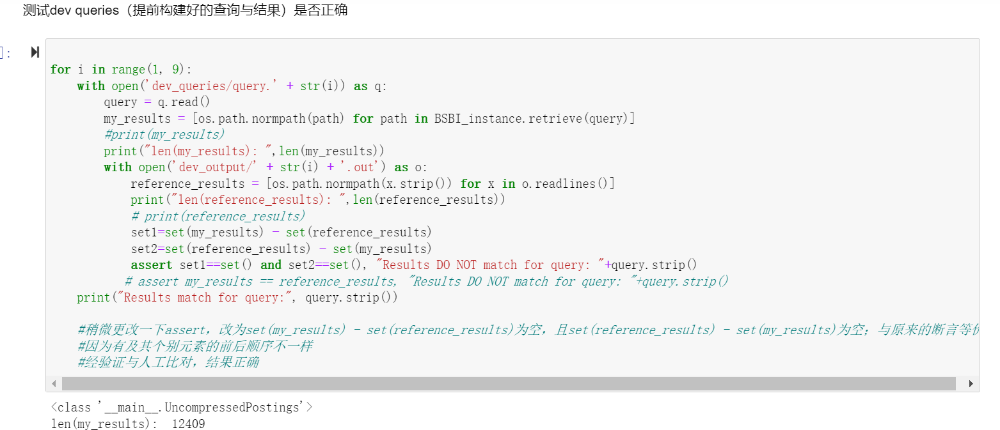 测试dev queries（提前构建好的查询与结果）是否正确
]:
for i in range(1, 9):
    with open('dev_queries/query.' + str(i)) as q:
        query = q.read()
        my_results = [os.path.normpath(path) for path in BSBI_instance.retrieve(query)]
        #print(my_results)
        print("len(my_results): ",len(my_results))
        with open('dev_output/' + str(i) + '.out') as o:
            reference_results = [os.path.normpath(x.strip()) for x in o.readlines()]
            print("len(reference_results): ",len(reference_results))
            # print(reference_results)
            set1=set(my_results) - set(reference_results)
            set2=set(reference_results) - set(my_results)
            assert set1==set() and set2==set(), "Results DO NOT match for query: "+query.strip()
           # assert my_results == reference_results, "Results DO NOT match for query: "+query.strip()
    print("Results match for query:", query.strip())
    #稍微更改一下assert，改为set(my_results) - set(reference_results)为空，且set(reference_results) - set(my_results)为空；与原来的断言等
    #因为有及其个别元素的前后顺序不一样
    #经验证与人工比对，结果正确
<class '__main__.UncompressedPostings'>
len(my_results):  12409